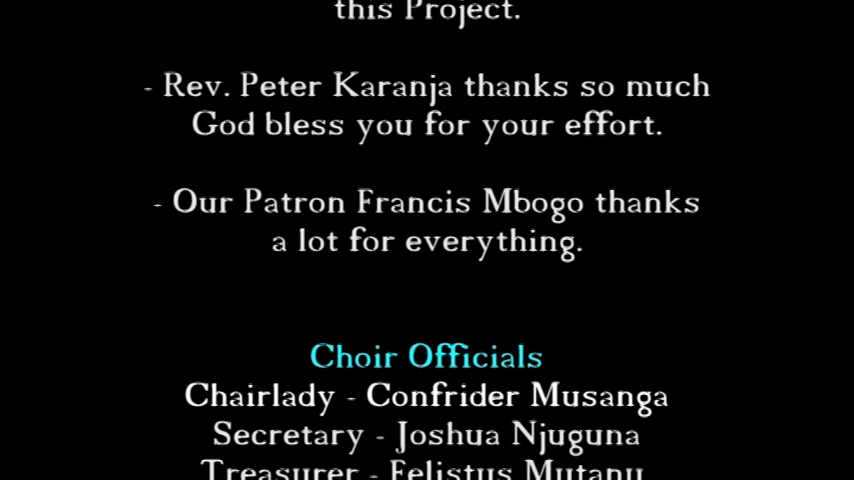 this Project.
- Rev. Peter Karanja thanks so much
God bless you for your effort.
- Our Patron Francis Mbogo thanks
a lot for everything.
Choir Officials
Chairlady - Confrider Musanga
Secretary - Joshua Njuguna
Treasurer - Felistus Mutanu